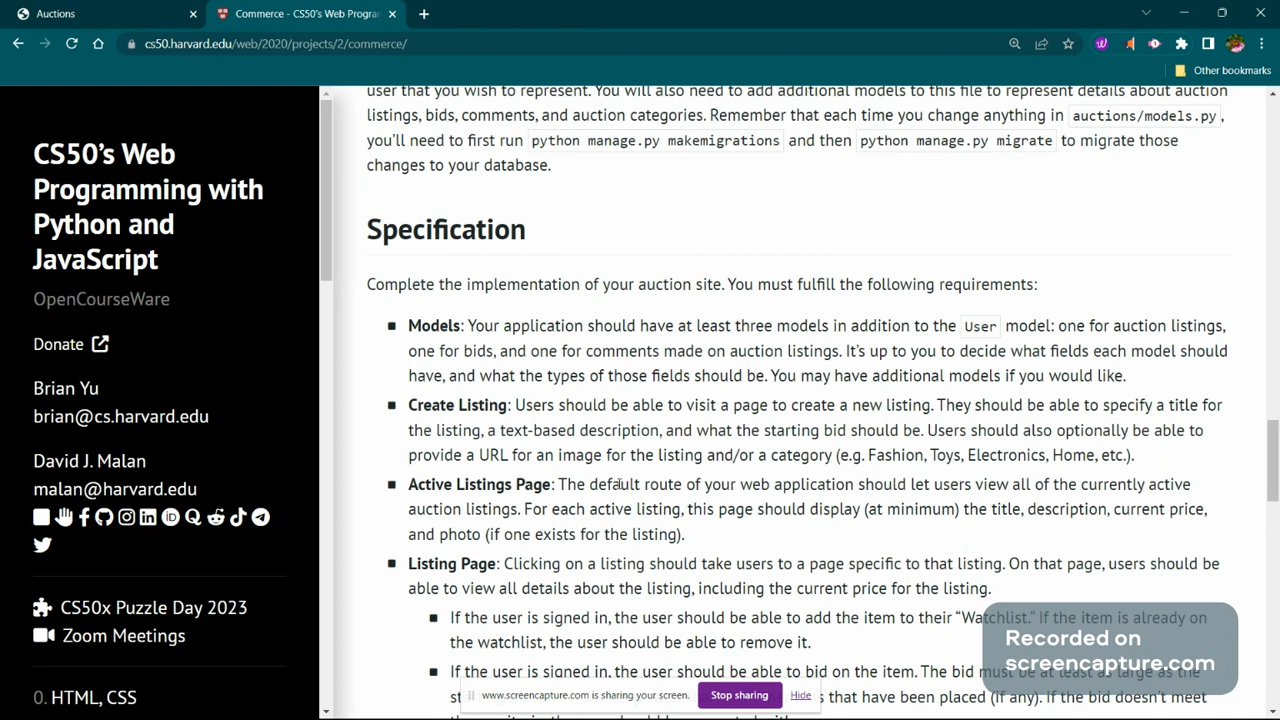 Auctions
Commerce - CS50's Web Progra
cs50.harvard.edu/web/2020/projects/2/commerce/
Other bookmarks
CS50's Web
Programming with
Python and
JavaScript
OpenCourseWare
Donate
Brian Yu
brian@cs.harvard.edu
David J. Malan
malan@harvard.edu
CS50x Puzzle Day 2023
Zoom Meetings
0. HTML, CSS
user that you wish to represent. You will also need to add additional models to this file to represent details about auction
listings, bids, comments, and auction categories. Remember that each time you change anything in auctions/models.py,
you'll need to first run python manage.py makemigrations and then python manage.py migrate to migrate those
changes to your database.
Specification
Complete the implementation of your auction site. You must fulfill the following requirements:
Models: Your application should have at least three models in addition to the User model: one for auction listings,
one for bids, and one for comments made on auction listings. It's up to you to decide what fields each model should
have, and what the types of those fields should be. You may have additional models if you would like.
Create Listing: Users should be able to visit a page to create a new listing. They should be able to specify a title for
the listing, a text-based description, and what the starting bid should be. Users should also optionally be able to
provide a URL for an image for the listing and/or a category (e.g. Fashion, Toys, Electronics, Home, etc.).
Active Listings Page: The default route of your web application should let users view all of the currently active
auction listings. For each active listing, this page should display (at minimum) the title, description, current price,
and photo (if one exists for the listing).
Listing Page: Clicking on a listing should take users to a page specific to that listing. On that page, users should be
able to view all details about the listing, including the current price for the listing.
If the user is signed in, the user should be able to add the item to their "Watchlist." If the item is already on
the watchlist, the user should be able to remove it.
If the user is signed in, the user should be able to bid on the item. The bid must be at least as large as
s that have been placed (if any). If the bid doesn't meet
www.screencapture.com is sharing your screen.
Stop sharing
Hide
Recorded on
screencapture.com